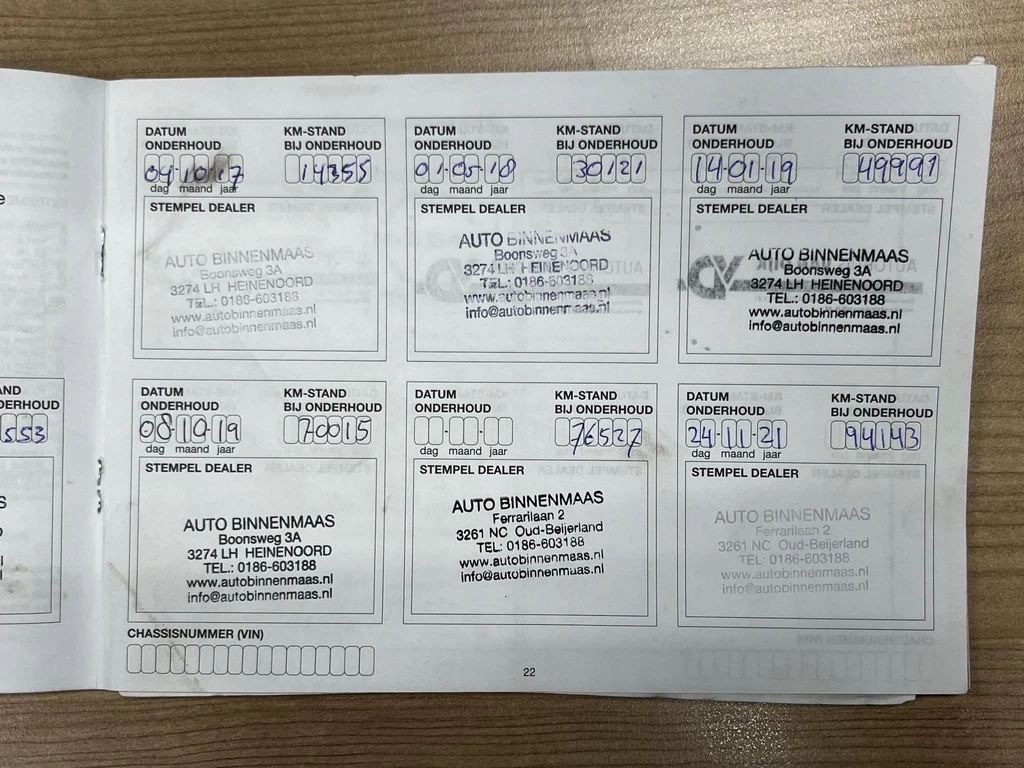 AND
DERHOUD
553
DATUM
ONDERHOUD
04-10-17
dag maand jaar
KM-STAND
BIJ ONDERHOUD
14355
STEMPEL DEALER
AUTO BINNENMAAS
Boonsweg 3A
3274 LH HEINENOORD
TEL.: 0186-603188
www.autobinnenmaas.nl
info@autobinnenmaas.nl
DATUM
ONDERHOUD
01-05-18
dag maand jaar
KM-STAND
BIJ ONDERHOUD
30121
STEMPEL DEALER
AUTO BINNENMAAS
Boonsweg 3A
3274 LH HEINENOORD
TEL.: 0186-603188
www.autobinnenmaas.nl
info@autobinnenmaas.nl
DATUM
ONDERHOUD
14-01-19
dag maand jaar
KM-STAND
BIJ ONDERHOUD
49991
STEMPEL DEALER
AUTO BINNENMAAS
Boonsweg 3A
3274 LH HEINENOORD
TEL.: 0186-603188
www.autobinnenmaas.nl
info@autobinnenmaas.nl
DATUM
ONDERHOUD
08-10-19
dag maand jaar
KM-STAND
BIJ ONDERHOUD
70015
STEMPEL DEALER
AUTO BINNENMAAS
Boonsweg 3A
3274 LH HEINENOORD
TEL.: 0186-603188
www.autobinnenmaas.nl
info@autobinnenmaas.nl
DATUM
ONDERHOUD
dag maand jaar
KM-STAND
BIJ ONDERHOUD
76527
STEMPEL DEALER
AUTO BINNENMAAS
Ferrarilaan 2
3261 NC Oud-Beijerland
TEL: 0186-603188
www.autobinnenmaas.nl
info@autobinnenmaas.nl
DATUM
ONDERHOUD
24-11-21
dag maand jaar
KM-STAND
BIJ ONDERHOUD
94143
STEMPEL DEALER
AUTO BINNENMAAS
Ferrarilaan 2
3261 NC Oud-Beijerland
TEL: 0186-603188
www.autobinnenmaas.nl
info@autobinnenmaas.nl
CHASSISNUMMER (VIN)
22